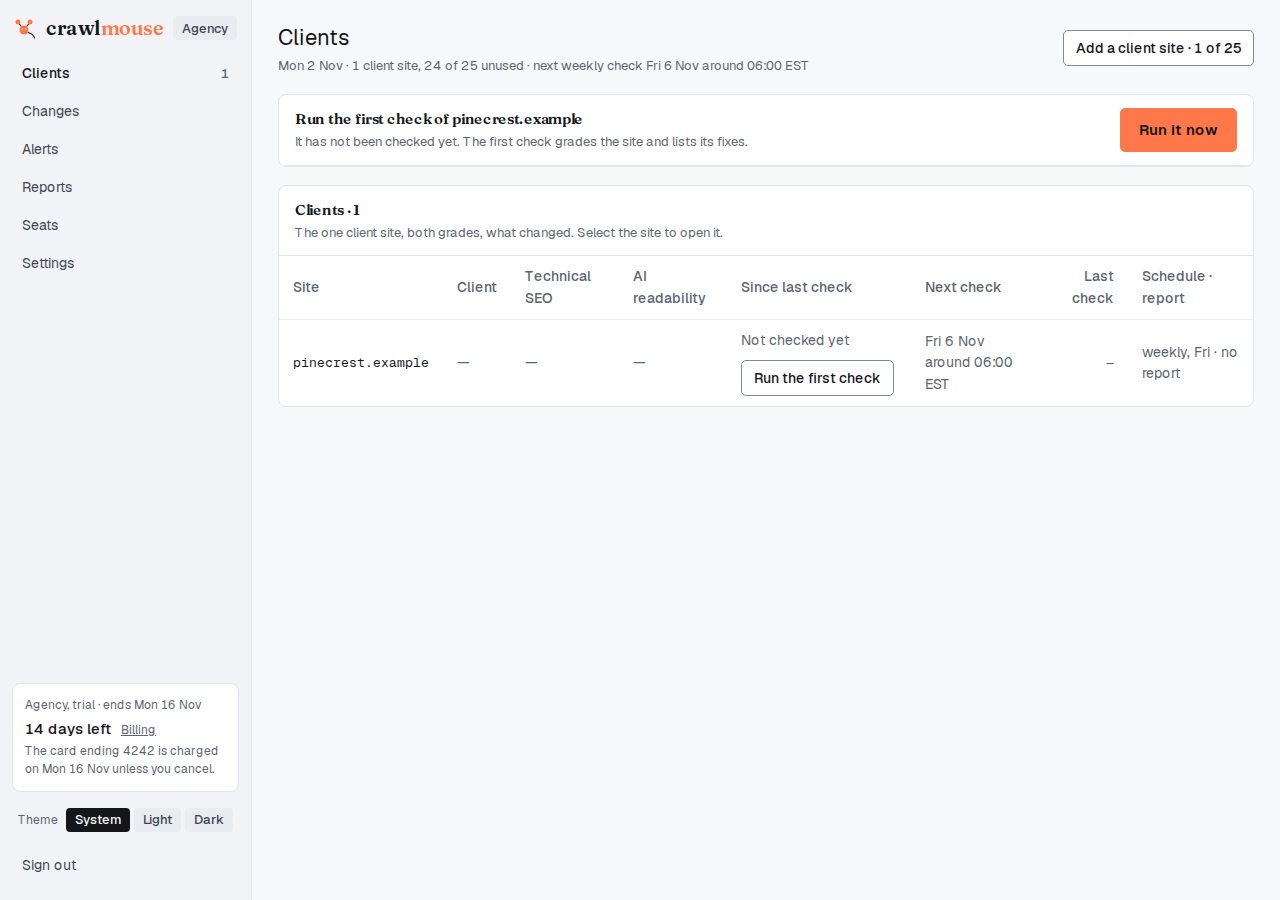 crawlmouse Agency
Clients 1
Changes
Alerts
Reports
Seats
Settings
Agency, trial · ends Mon 16 Nov
14 days left Billing
The card ending 4242 is charged
on Mon 16 Nov unless you cancel.
Theme System Light Dark
Sign out
Clients
Mon 2 Nov · 1 client site, 24 of 25 unused · next weekly check Fri 6 Nov around 06:00 EST
Add a client site · 1 of 25
Run the first check of pinecrest.example
It has not been checked yet. The first check grades the site and lists its fixes.
Run it now
Clients · 1
The one client site, both grades, what changed. Select the site to open it.
Site
Client
Technical
SEO
AI
readability
Since last check
Next check
Last
check
Schedule ·
report
pinecrest.example
—
—
—
Not checked yet
Run the first check
Fri 6 Nov
around 06:00
EST
–
weekly, Fri · no
report